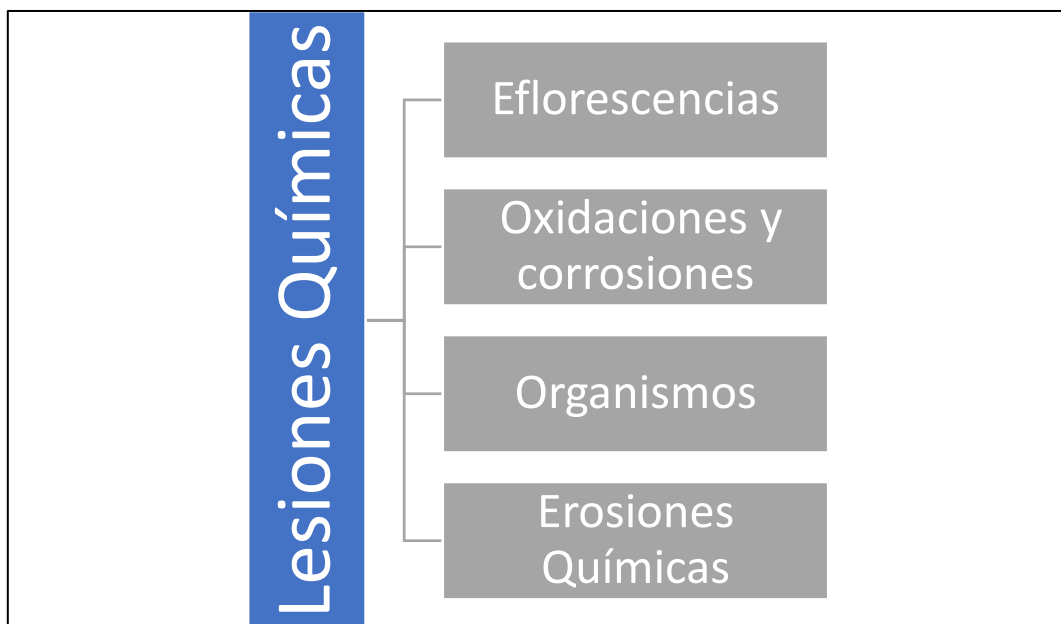 Lesiones Químicas
Eflorescencias
Oxidaciones y
corrosiones
Organismos
Erosiones
Químicas